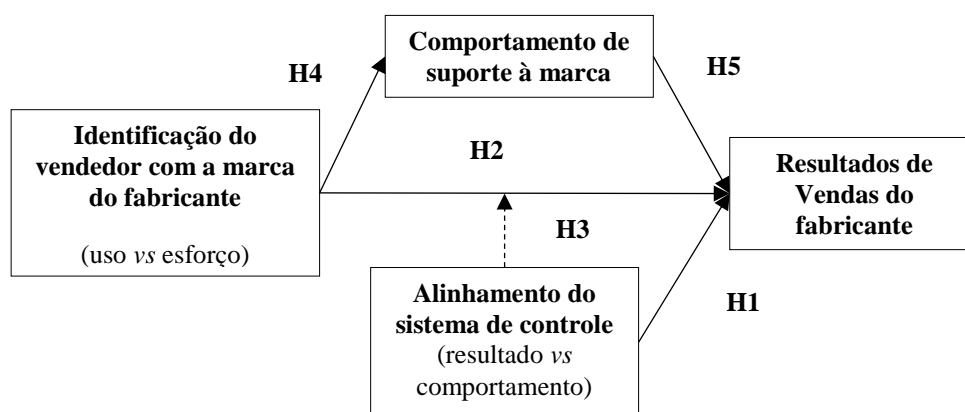 Comportamento de
suporte à marca
H4
H5
Identificação do
vendedor com a marca
do fabricante
(uso vs esforço)
H2
Resultados de
Vendas do
fabricante
H3
Alinhamento do
sistema de controle
(resultado vs
comportamento)
H1